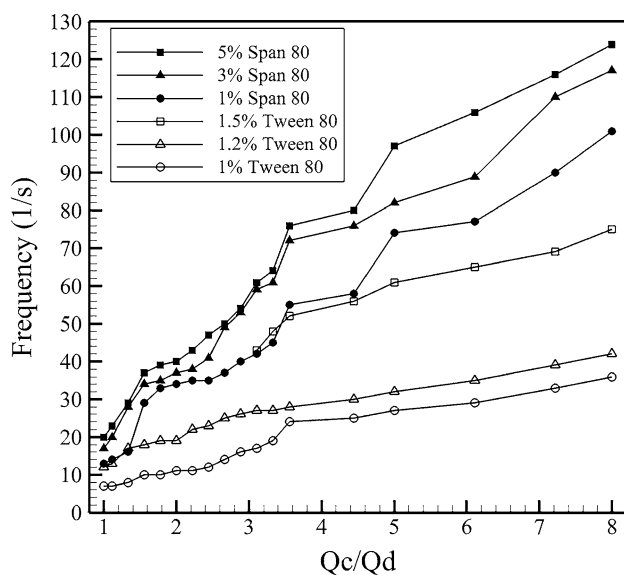 130
120
110
100
90
80
70
60
50
40
30
20
10
0
Frequency (1/s)
5% Span 80
3% Span 80
1% Span 80
1.5% Tween 80
1.2% Tween 80
1% Tween 80
1 2 3 4 5 6 7 8
Qc/Qd